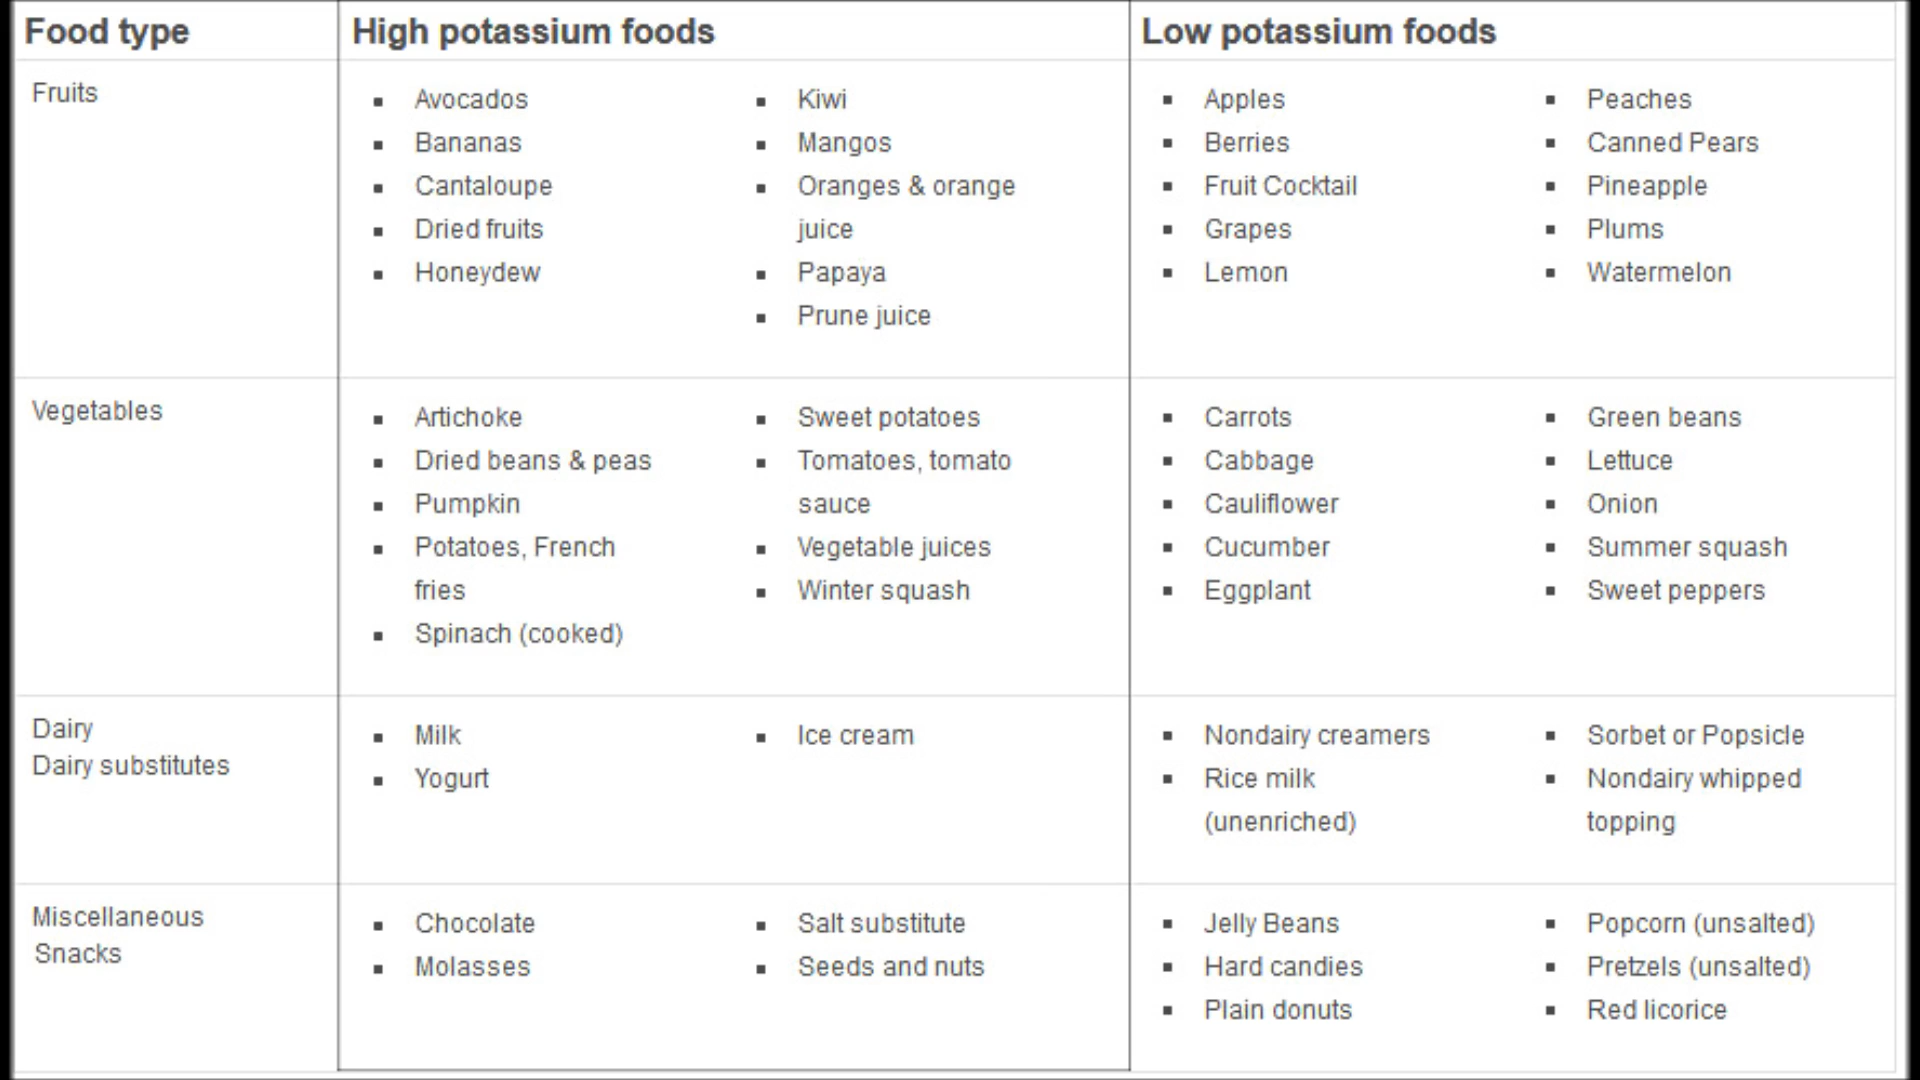 Food type
High potassium foods
Low potassium foods
Fruits
Avocados
Bananas
Cantaloupe
Dried fruits
Honeydew
Kiwi
Mangos
Oranges & orange
juice
Papaya
Prune juice
Apples
Berries
Fruit Cocktail
Grapes
Lemon
Peaches
Canned Pears
Pineapple
Plums
Watermelon
Vegetables
Artichoke
Dried beans & peas
Pumpkin
Potatoes, French
fries
Spinach (cooked)
Sweet potatoes
Tomatoes, tomato
sauce
Vegetable juices
Winter squash
Carrots
Cabbage
Cauliflower
Cucumber
Eggplant
Green beans
Lettuce
Onion
Summer squash
Sweet peppers
Dairy
Dairy substitutes
Milk
Yogurt
Ice cream
Nondairy creamers
Rice milk
(unenriched)
Sorbet or Popsicle
Nondairy whipped
topping
Miscellaneous
Snacks
Chocolate
Molasses
Salt substitute
Seeds and nuts
Jelly Beans
Hard candies
Plain donuts
Popcorn (unsalted)
Pretzels (unsalted)
Red licorice